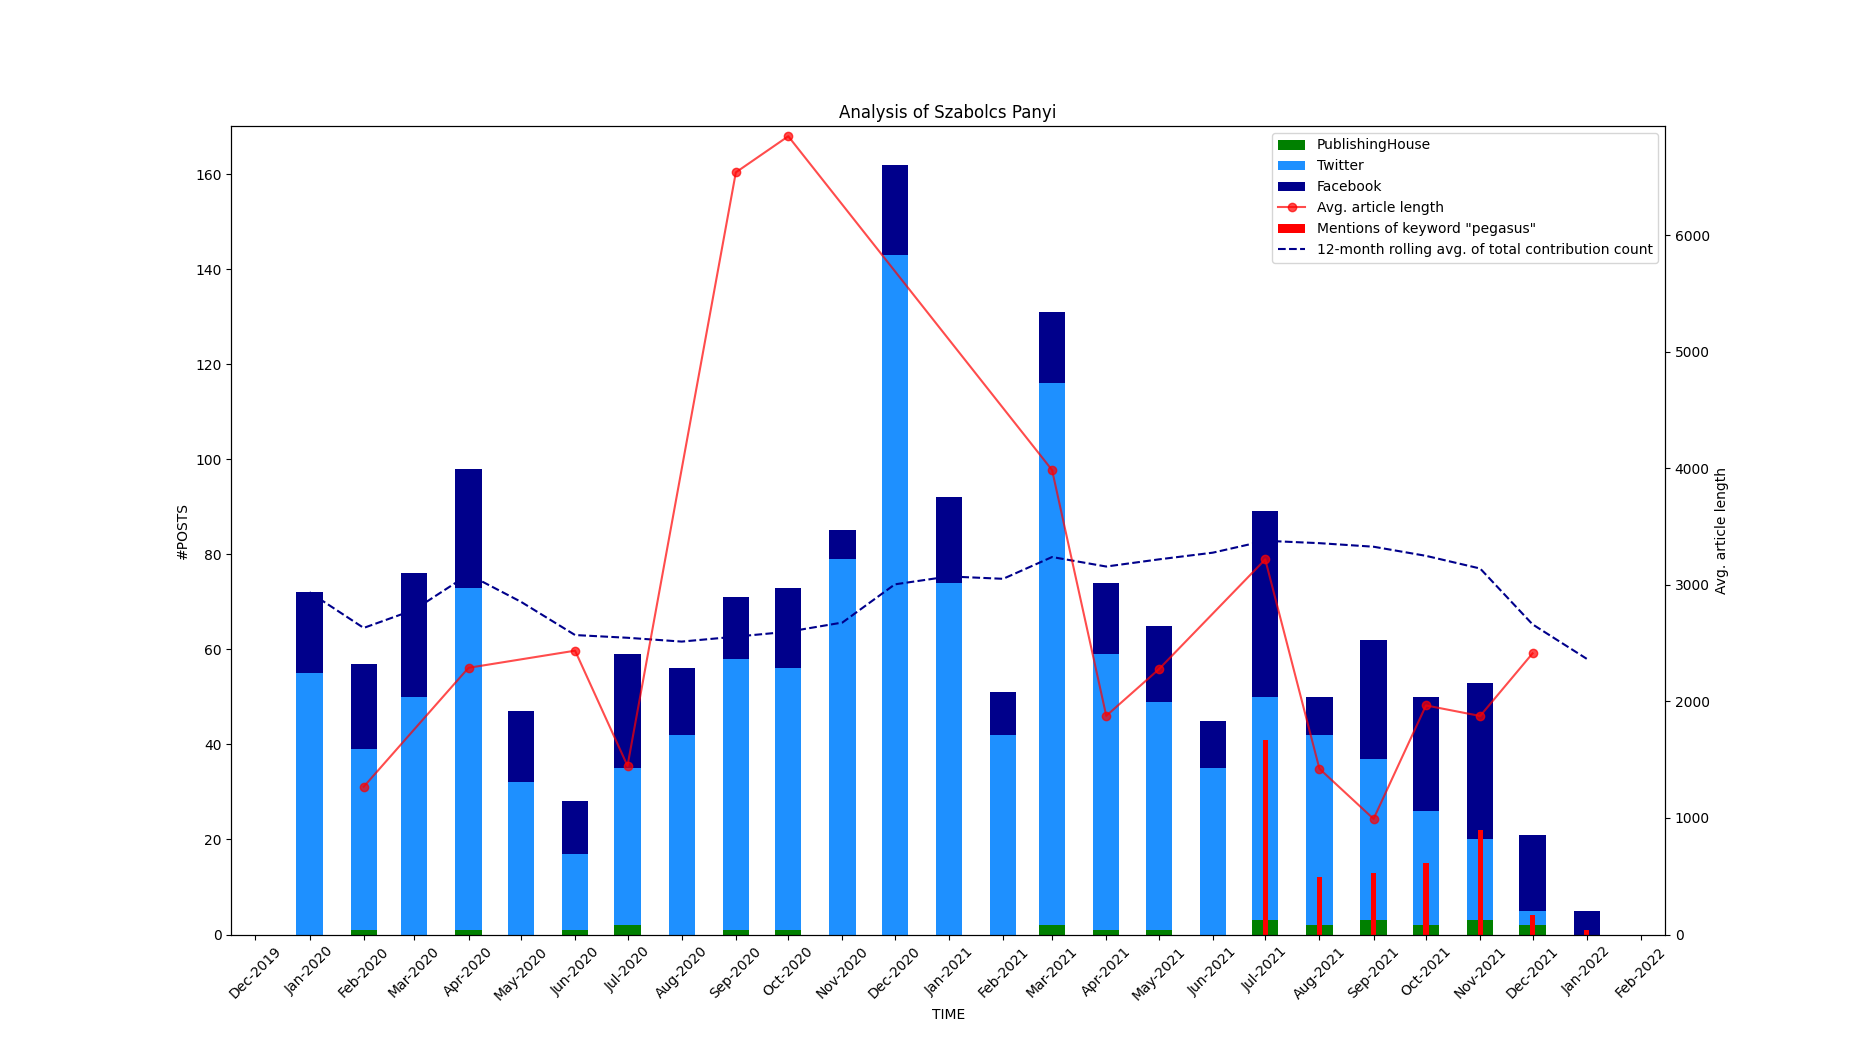 Analysis of Szabolcs Panyi
PublishingHouse
Twitter
Facebook
Avg. article length
Mentions of keyword "pegasus"
12-month rolling avg. of total contribution count
#POSTS
160
140
120
100
80
60
40
20
0
6000
5000
4000
3000
2000
1000
0
Avg. article length
Dec-2019
Jan-2020
Feb-2020
Mar-2020
Apr-2020
May-2020
Jun-2020
Jul-2020
Aug-2020
Sep-2020
Oct-2020
Nov-2020
Dec-2020
Jan-2021
Feb-2021
Mar-2021
Apr-2021
May-2021
Jun-2021
Jul-2021
Aug-2021
Sep-2021
Oct-2021
Nov-2021
Dec-2021
Jan-2022
Feb-2022
TIME